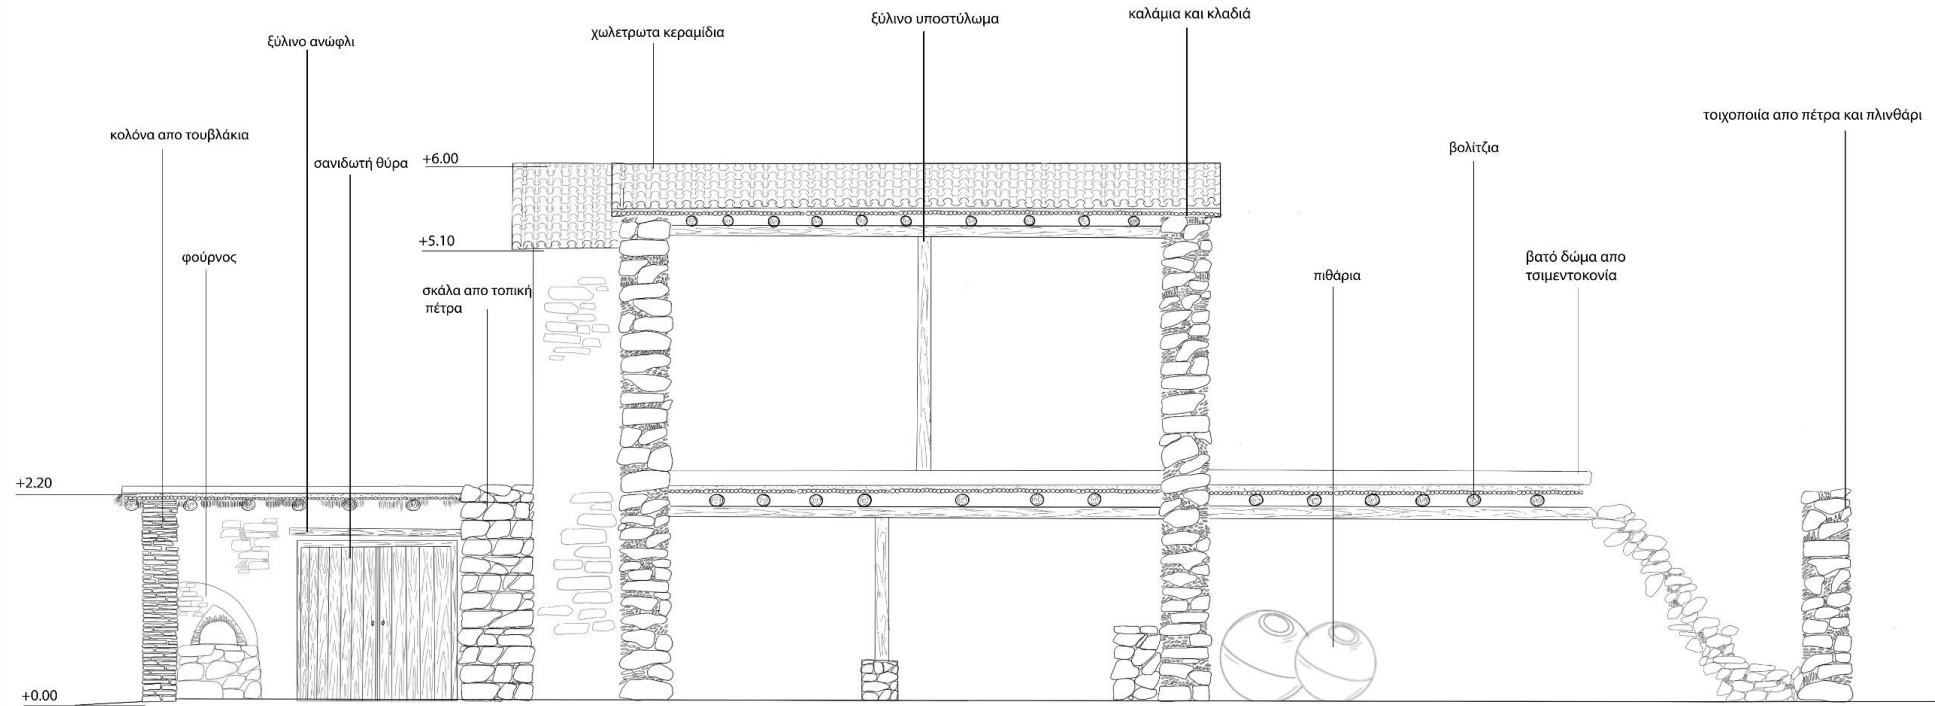 καλάμια και κλαδιά
ξύλινο υποστύλωμα
χωλετρωτα κεραμίδια
ξύλινο ανώφλι
τοιχοποιία απο πέτρα και πλινθάρι
κολόνα απο τουβλάκια
βολίτζια
σανιδωτή θύρα
+6.00
+5.10
φούρνος
βατό δώμα απο
τσιμεντοκονία
πιθάρια
σκάλα απο τοπική
πέτρα
+2.20
+0.00